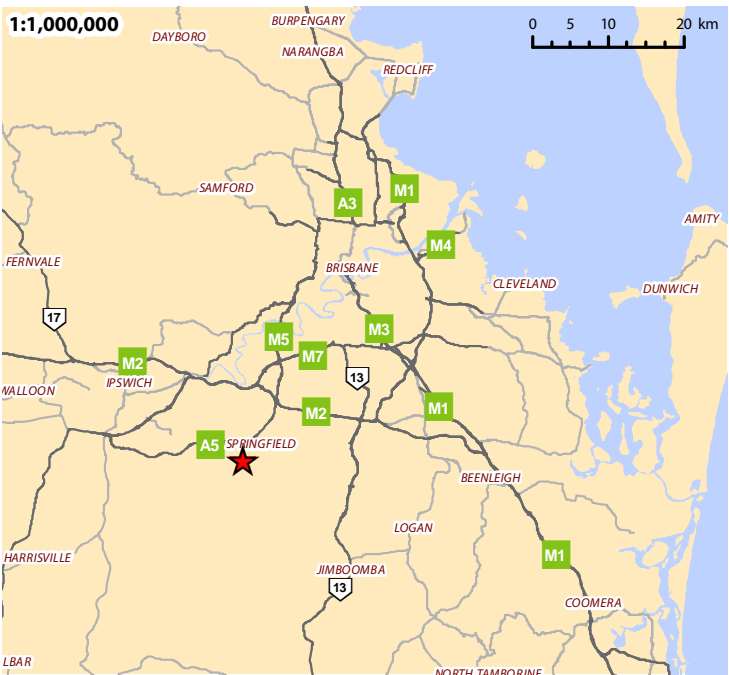 1:1,000,000
BURPENGARY
0 5 10 20 km
DAYBORO
NARANGBA
REDCLIFF
SAMFORD
A3
M1
AMITY
M4
FERNVALE
BRISBANE
CLEVELAND
DUNWICH
17
M5
M3
M7
M2
13
WALLOON
IPSWICH
M2
M1
A5
SPRINGFIELD
BEENLEIGH
LOGAN
HARRISVILLE
M1
JIMBOOMBA
13
COOMERA
LBAR
NORTH TAMBORINE